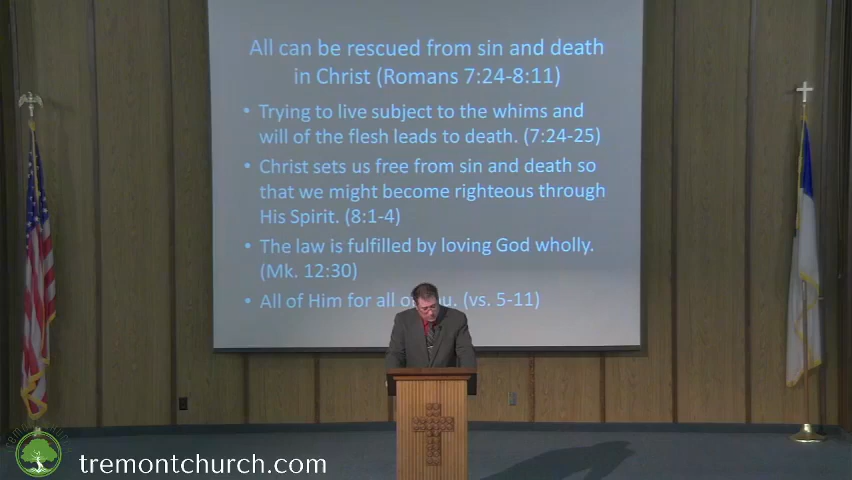 All can be rescued from sin and death
in Christ (Romans 7:24-8:11)
• Trying to live subject to the whims and
will of the flesh leads to death. (7:24-25)
• Christ sets us free from sin and death so
that we might become righteous through
His Spirit. (8:1-4)
• The law is fulfilled by loving God wholly.
(Mk. 12:30)
• All of Him for all of you. (vs. 5-11)
tremontchurch.com